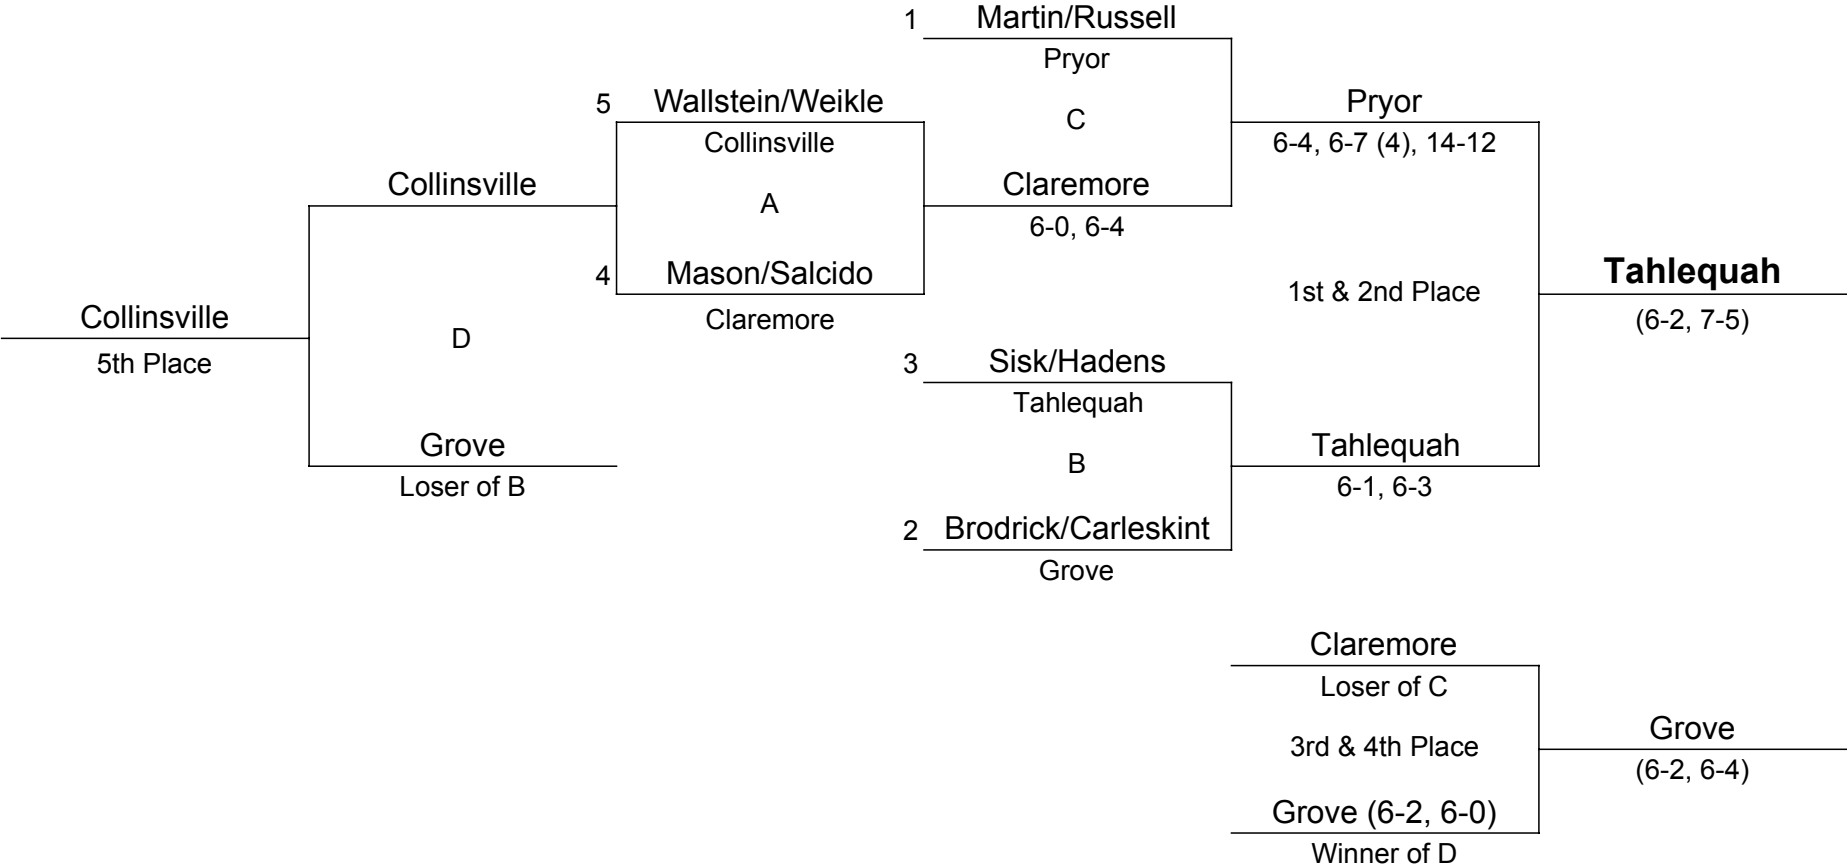 1 Martin/Russell
Pryor
5 Wallstein/Weikle
Pryor
C
Collinsville
6-4, 6-7 (4), 14-12
Collinsville
Claremore
A
6-0, 6-4
4 Mason/Salcido
Tahlequah
1st & 2nd Place
Collinsville
Claremore
(6-2, 7-5)
D
5th Place
3 Sisk/Hadens
Tahlequah
Grove
Tahlequah
B
Loser of B
6-1, 6-3
2 Brodrick/Carleskint
Grove
Claremore
Loser of C
Grove
3rd & 4th Place
(6-2, 6-4)
Grove (6-2, 6-0)
Winner of D